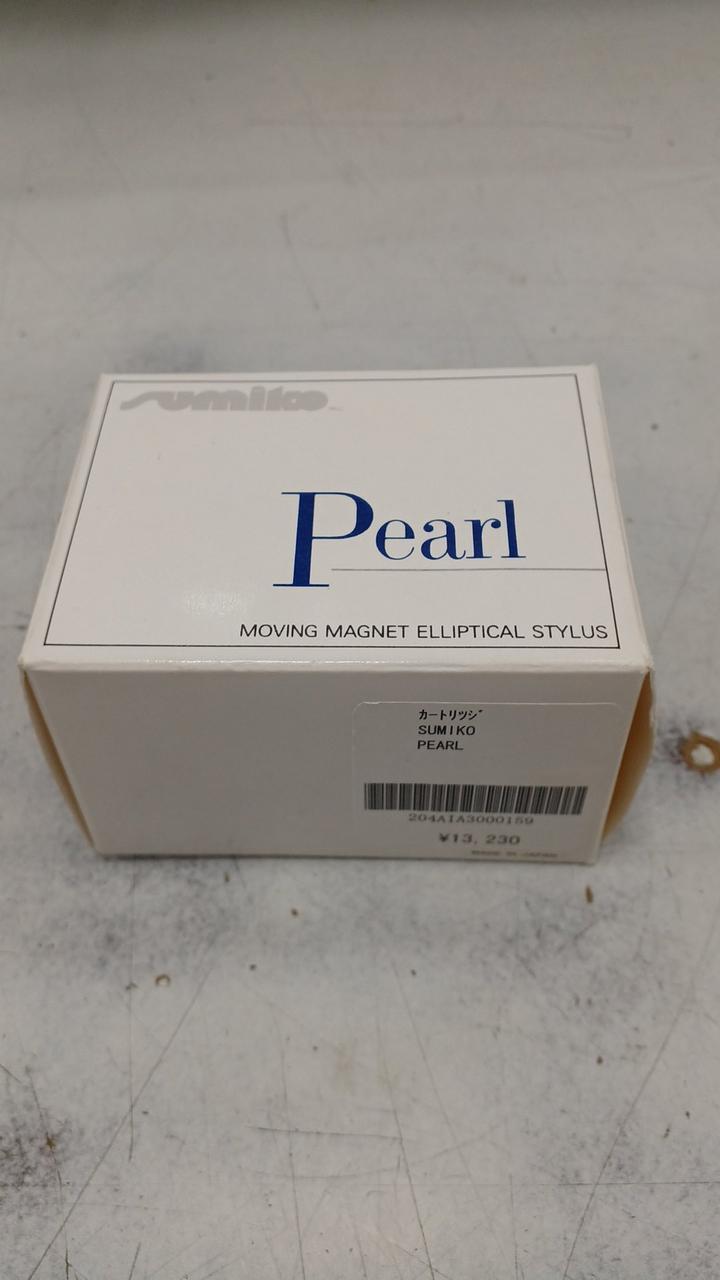 sumiko
Pearl
MOVING MAGNET ELLIPTICAL STYLUS
カートリッジ
SUMIKO
PEARL
204AIA3000159
¥13, 230
MADE IN JAPAN